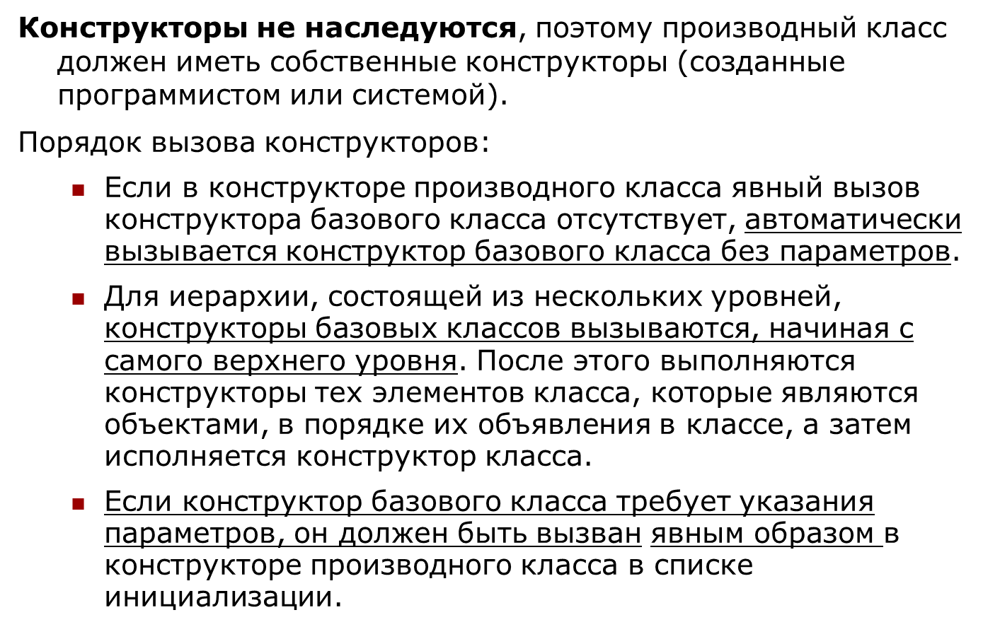 Конструкторы не наследуются, поэтому производный класс
должен иметь собственные конструкторы (созданные
программистом или системой).
Порядок вызова конструкторов:
Если в конструкторе производного класса явный вызов
конструктора базового класса отсутствует, автоматически
вызывается конструктор базового класса без параметров.
Для иерархии, состоящей из нескольких уровней,
конструкторы базовых классов вызываются, начиная с
самого верхнего уровня. После этого выполняются
конструкторы тех элементов класса, которые являются
объектами, в порядке их объявления в классе, а затем
исполняется конструктор класса.
Если конструктор базового класса требует указания
параметров, он должен быть вызван явным образом в
конструкторе производного класса в списке
инициализации.